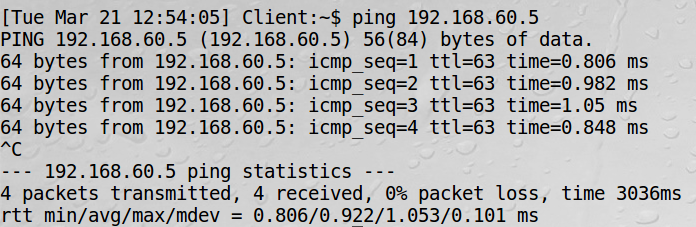 [Tue Mar 21 12:54:05] Client:~$ ping 192.168.60.5
PING 192.168.60.5 (192.168.60.5) 56(84) bytes of data.
64 bytes from 192.168.60.5: icmp_seq=1 ttl=63 time=0.806 ms
64 bytes from 192.168.60.5: icmp_seq=2 ttl=63 time=0.982 ms
64 bytes from 192.168.60.5: icmp_seq=3 ttl=63 time=1.05 ms
64 bytes from 192.168.60.5: icmp_seq=4 ttl=63 time=0.848 ms
^C
--- 192.168.60.5 ping statistics ---
4 packets transmitted, 4 received, 0% packet loss, time 3036ms
rtt min/avg/max/mdev = 0.806/0.922/1.053/0.101 ms